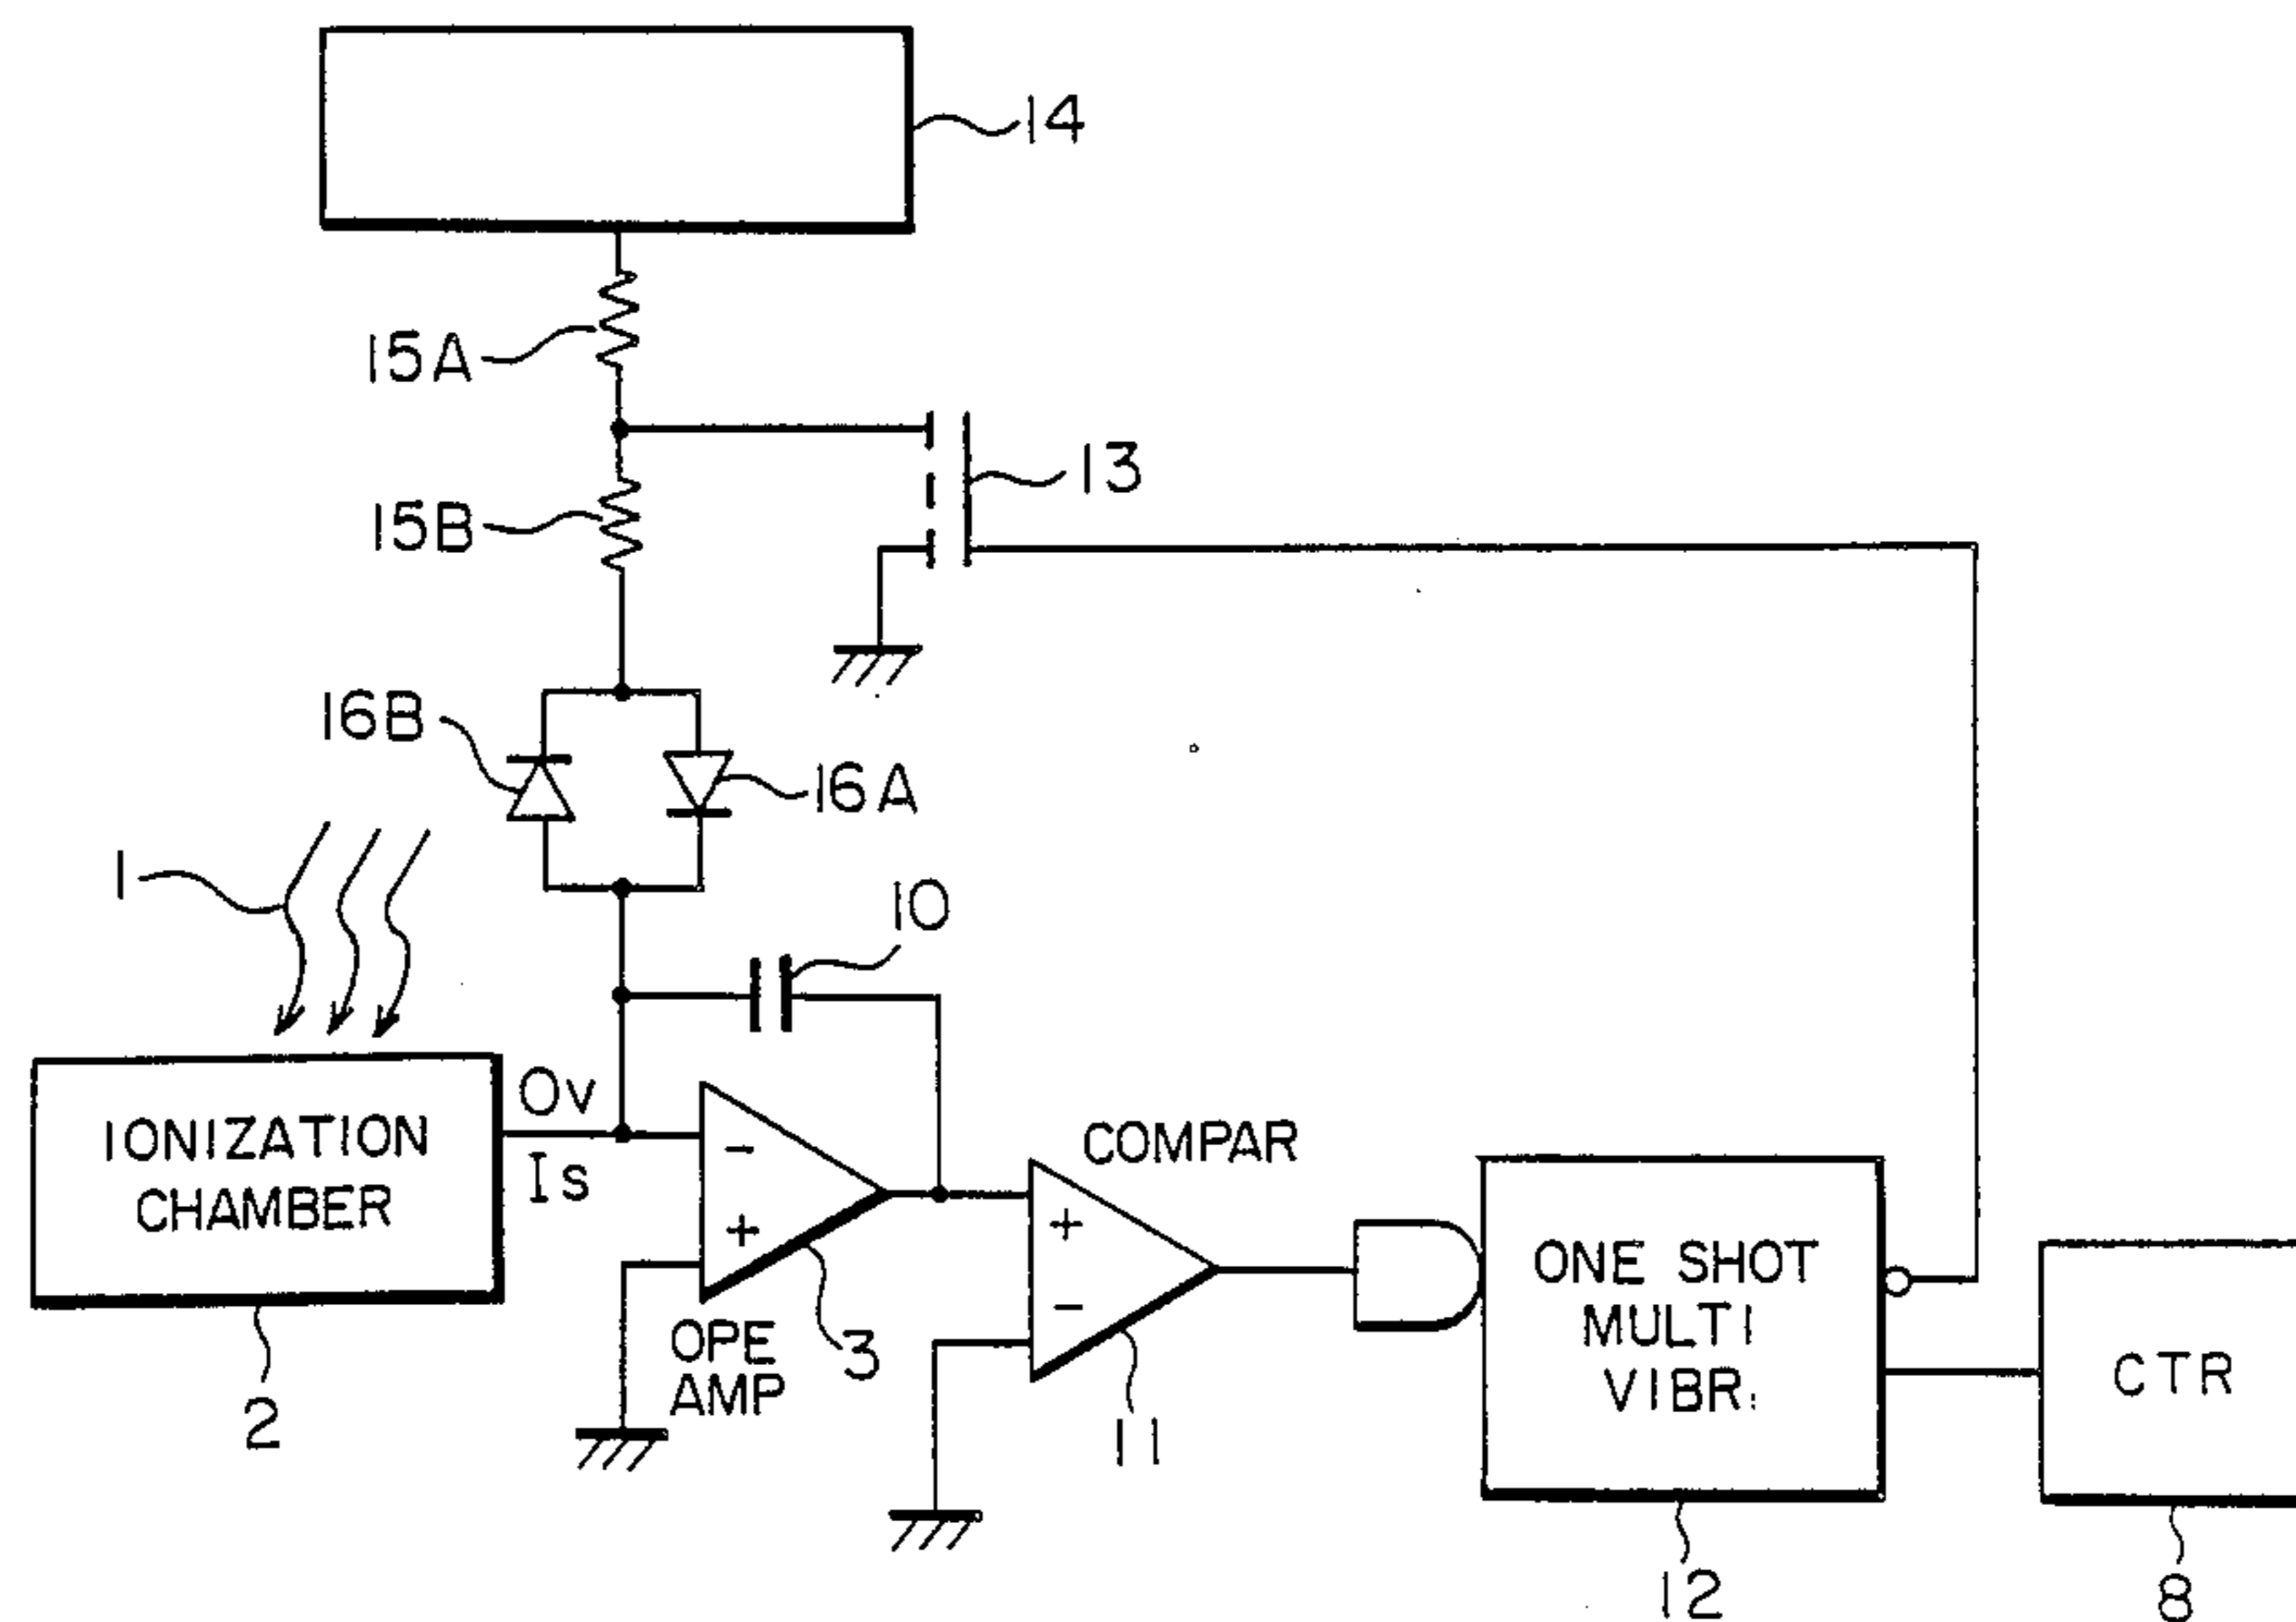 14
15A
13
15B
16B
16A
1
10
IONIZATION
CHAMBER
Ov
Is
-
+
OPE
AMP
3
COMPAR
+
-
ONE SHOT
MULTI
VIBR.
CTR
2
11
12
8